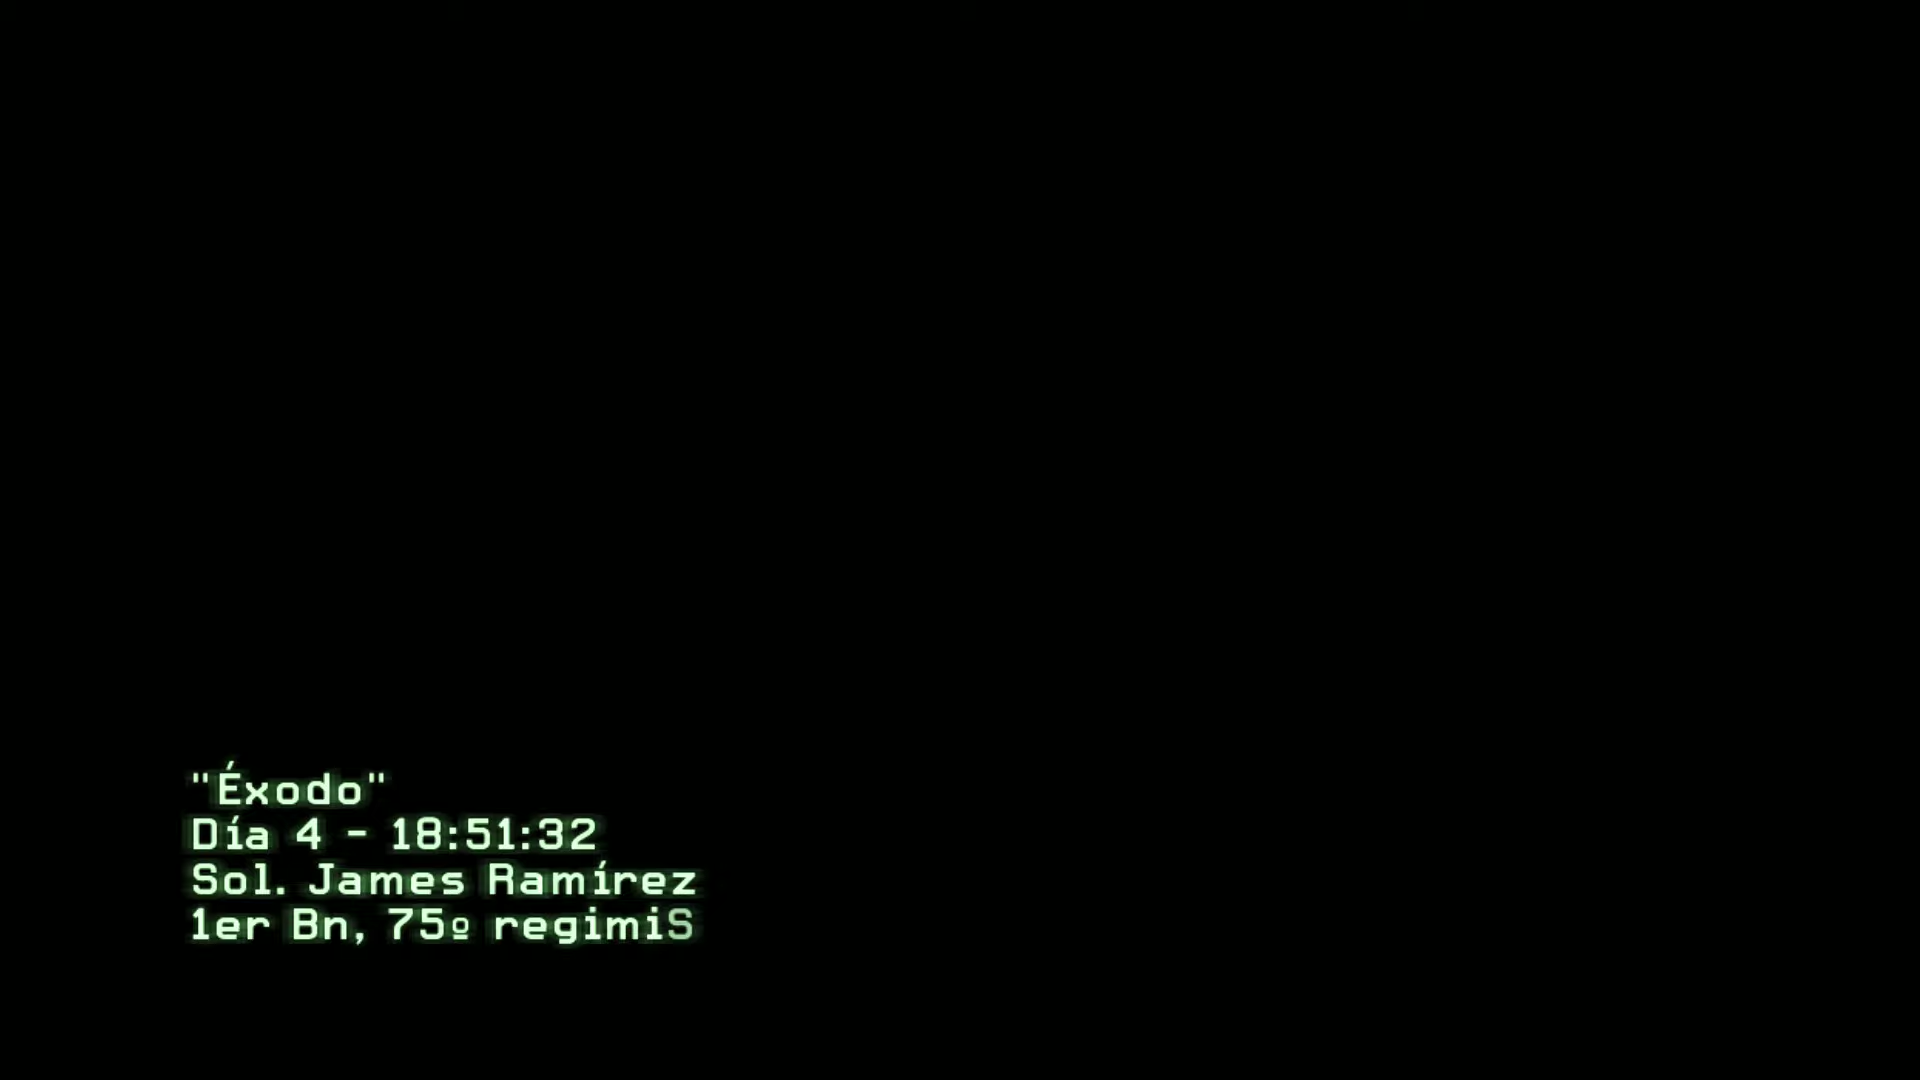 "Éxodo"
Día 4 - 18:51:32
Sol. James Ramírez
1er Bn, 75º regimiS